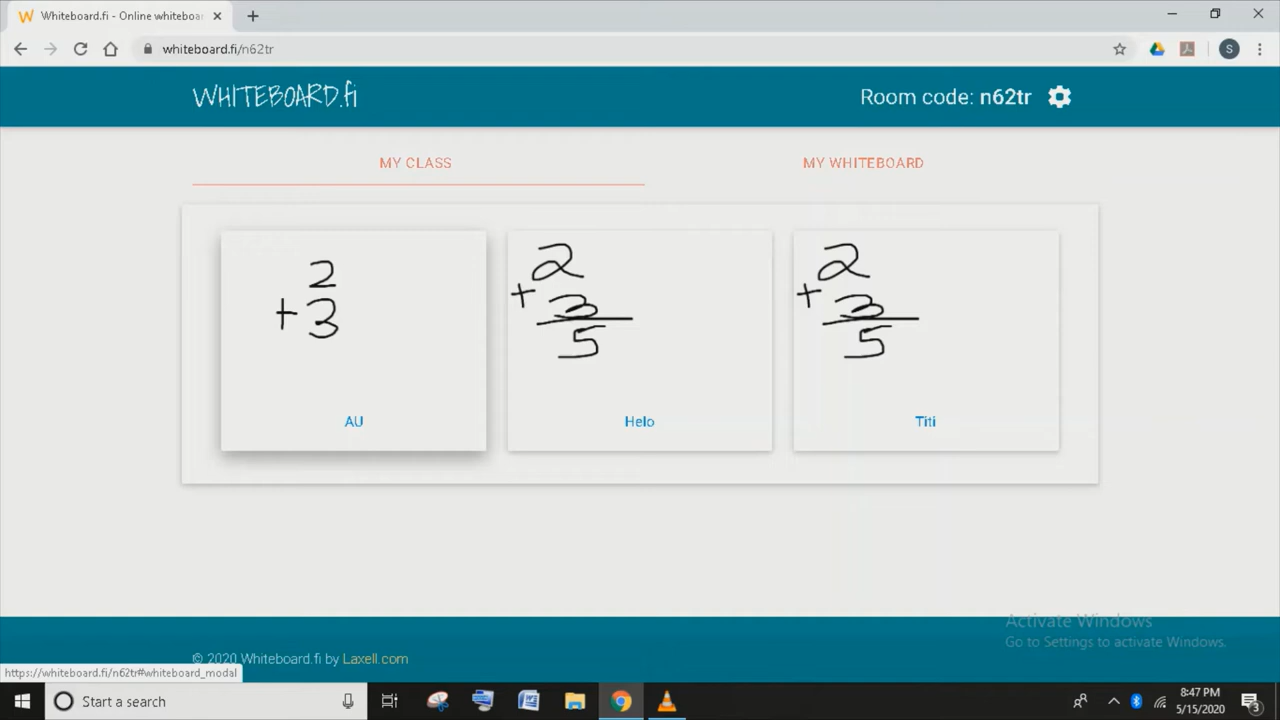 Whiteboard.fi - Online whiteboa
whiteboard.fi/n62tr
S
WHITEBOARD.fi
Room code: n62tr
MY CLASS
MY WHITEBOARD
2
+ 3
AU
2
+ 3
5
Helo
2
+ 3
5
Titi
Activate Windows
Go to Settings to activate Windows.
© 2020 Whiteboard.fi by Laxell.com
https://whiteboard.fi/n62tr#whiteboard_modal
Start a search
8:47 PM
5/15/2020
3